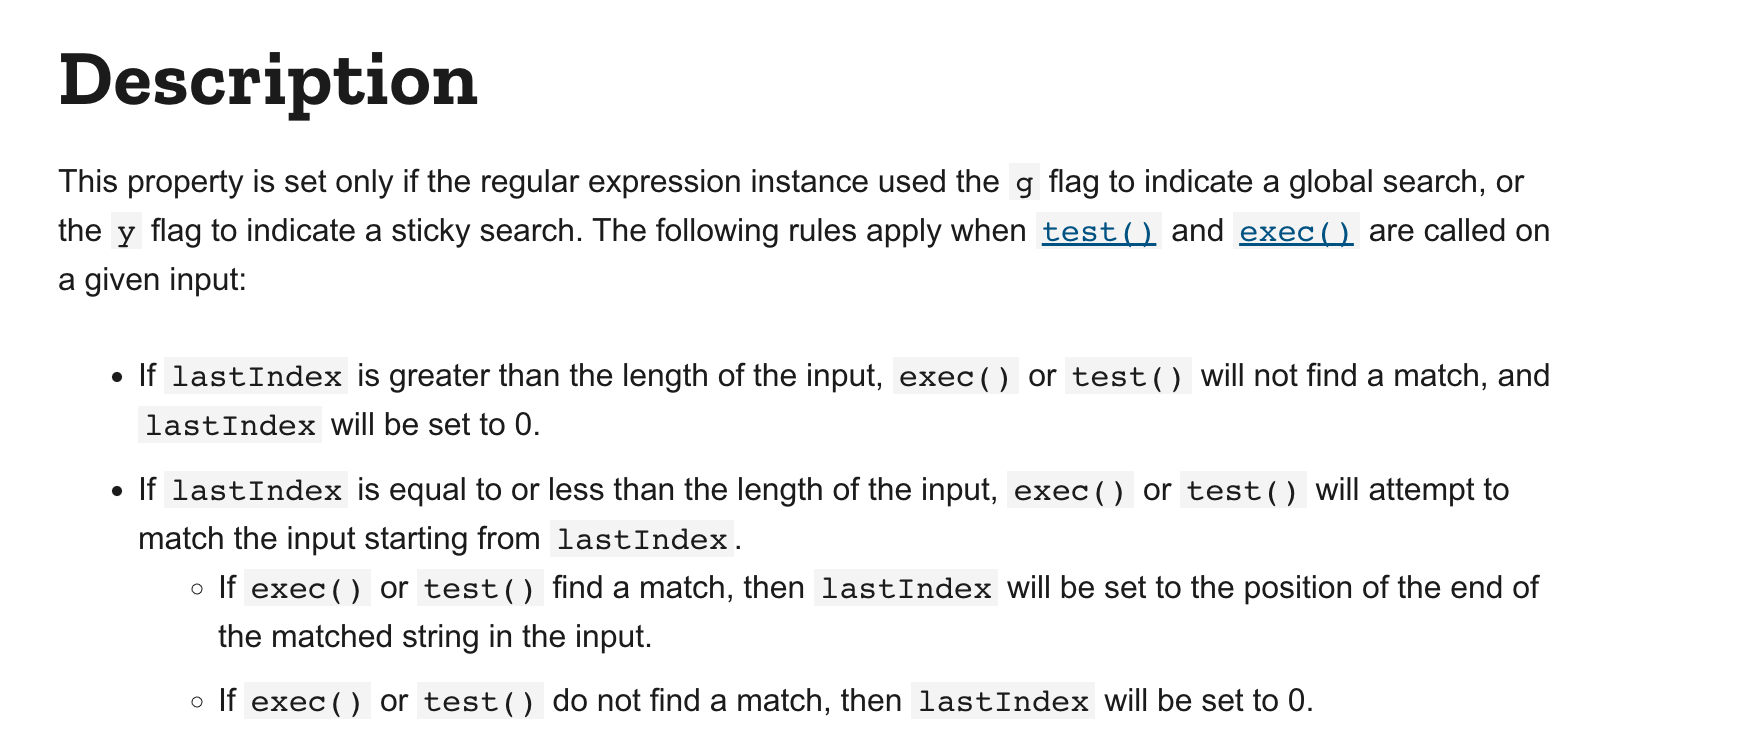 Description
This property is set only if the regular expression instance used the g flag to indicate a global search, or
the y flag to indicate a sticky search. The following rules apply when test() and exec() are called on
a given input:
• If lastIndex is greater than the length of the input, exec() or test() will not find a match, and
lastIndex will be set to 0.
• If lastIndex is equal to or less than the length of the input, exec() or test() will attempt to
match the input starting from lastIndex.
◦ If exec() or test() find a match, then lastIndex will be set to the position of the end of
the matched string in the input.
◦ If exec() or test() do not find a match, then lastIndex will be set to 0.